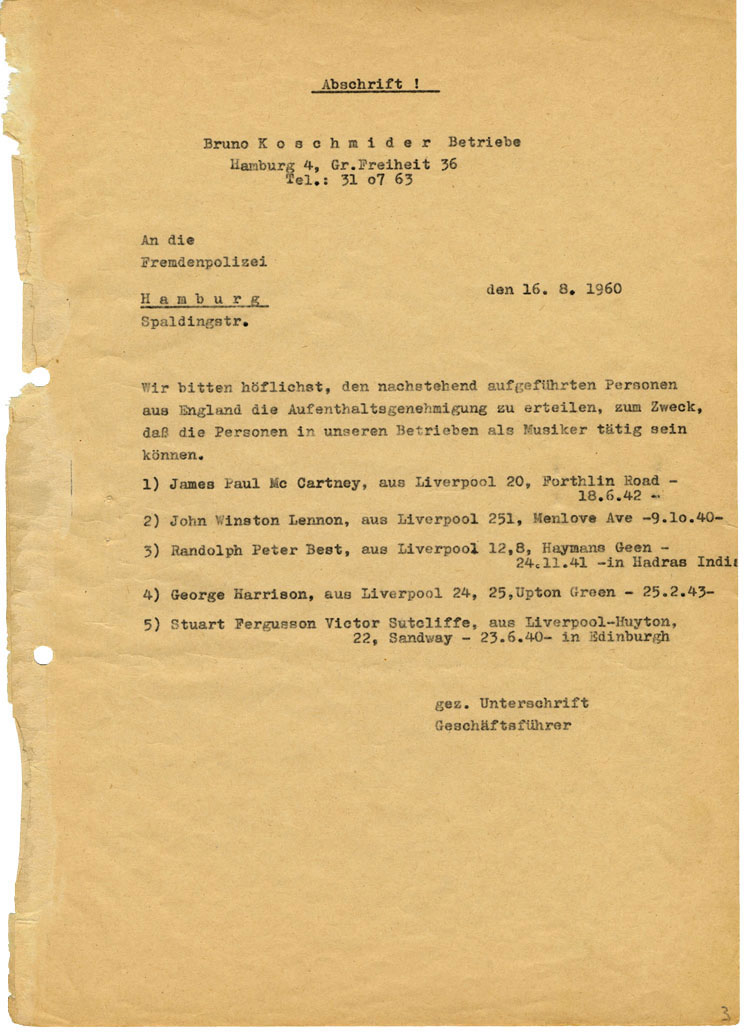 Abschrift !
Bruno K o s c h m i d e r Betriebe
Hamburg 4, Gr.Freiheit 36
Tel.: 31 o7 63
An die
Fremdenpolizei
den 16. 8. 1960
H a m b u r g
Spaldingstr.
Wir bitten höflichst, den nachstehend aufgeführten Personen
aus England die Aufenthaltsgenehmigung zu erteilen, zum Zweck,
daß die Personen in unseren Betrieben als Musiker tätig sein
können.
1) James Paul Mc Cartney, aus Liverpool 20, Forthlin Road -
18.6.42 -
2) John Winston Lennon, aus Liverpool 251, Menlove Ave -9.1o.40-
3) Randolph Peter Best, aus Liverpool 12,8, Haymans Geen -
24.11.41 -in Hadras India
4) George Harrison, aus Liverpool 24, 25,Upton Green - 25.2.43-
5) Stuart Fergusson Victor Sutcliffe, aus Liverpool-Huyton,
22, Sandway - 23.6.40- in Edinburgh
gez. Unterschrift
Geschäftsführer
3